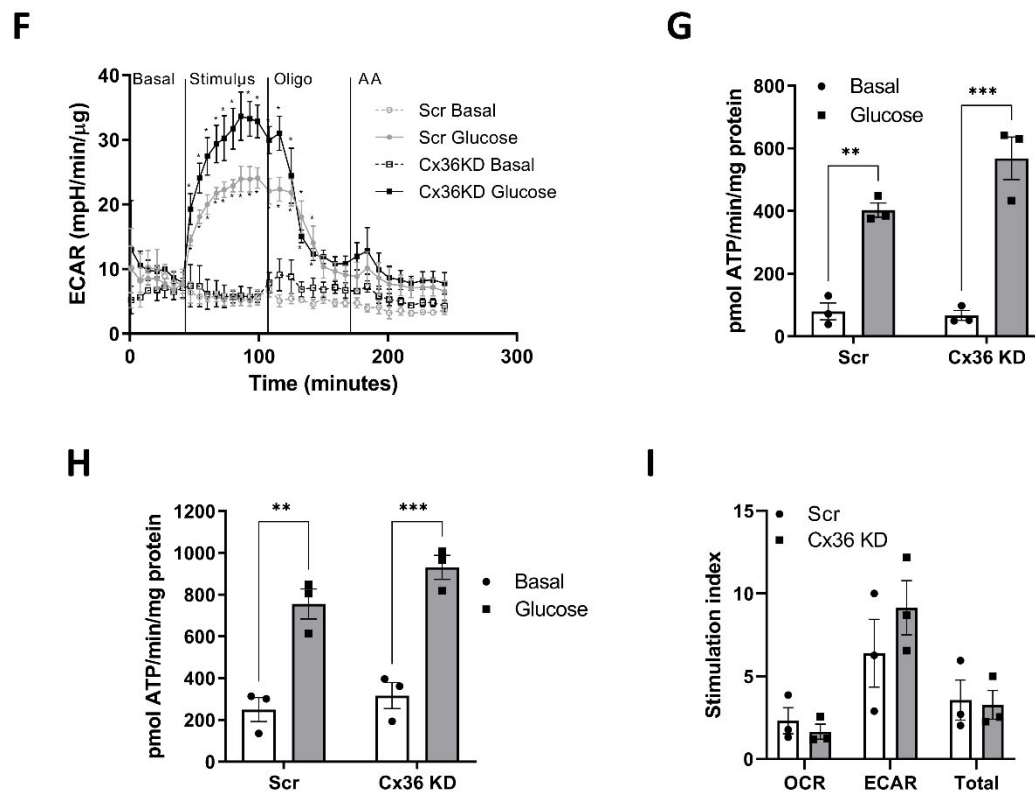 F
Basal Stimulus Oligo AA
40
30
20
10
0
ECAR (mpH/min/µg)
0 100 200 300
Time (minutes)
Scr Basal
Scr Glucose
Cx36KD Basal
Cx36KD Glucose
* * * * * * * * * * * *
G
800
600
400
200
0
pmol ATP/min/mg protein
Basal
Glucose
**
***
Scr Cx36 KD
H
1200
1000
800
600
400
200
0
pmol ATP/min/mg protein
**
***
Basal
Glucose
Scr Cx36 KD
I
15
10
5
0
Stimulation index
Scr
Cx36 KD
OCR ECAR Total